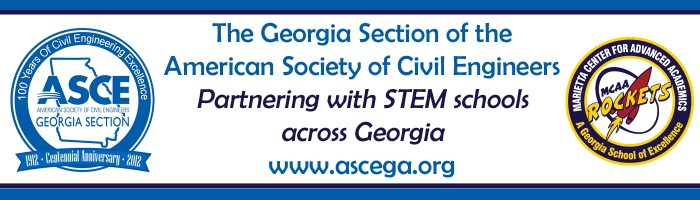 100 Years Of Civil Engineering Excellence
ASCE
AMERICAN SOCIETY OF CIVIL ENGINEERS
GEORGIA SECTION
1912 • Centennial Anniversary • 2012
The Georgia Section of the
American Society of Civil Engineers
Partnering with STEM schools
across Georgia
www.ascega.org
MARIETTA CENTER FOR ADVANCED ACADEMICS
MCAA
ROCKETS
A Georgia School of Excellence